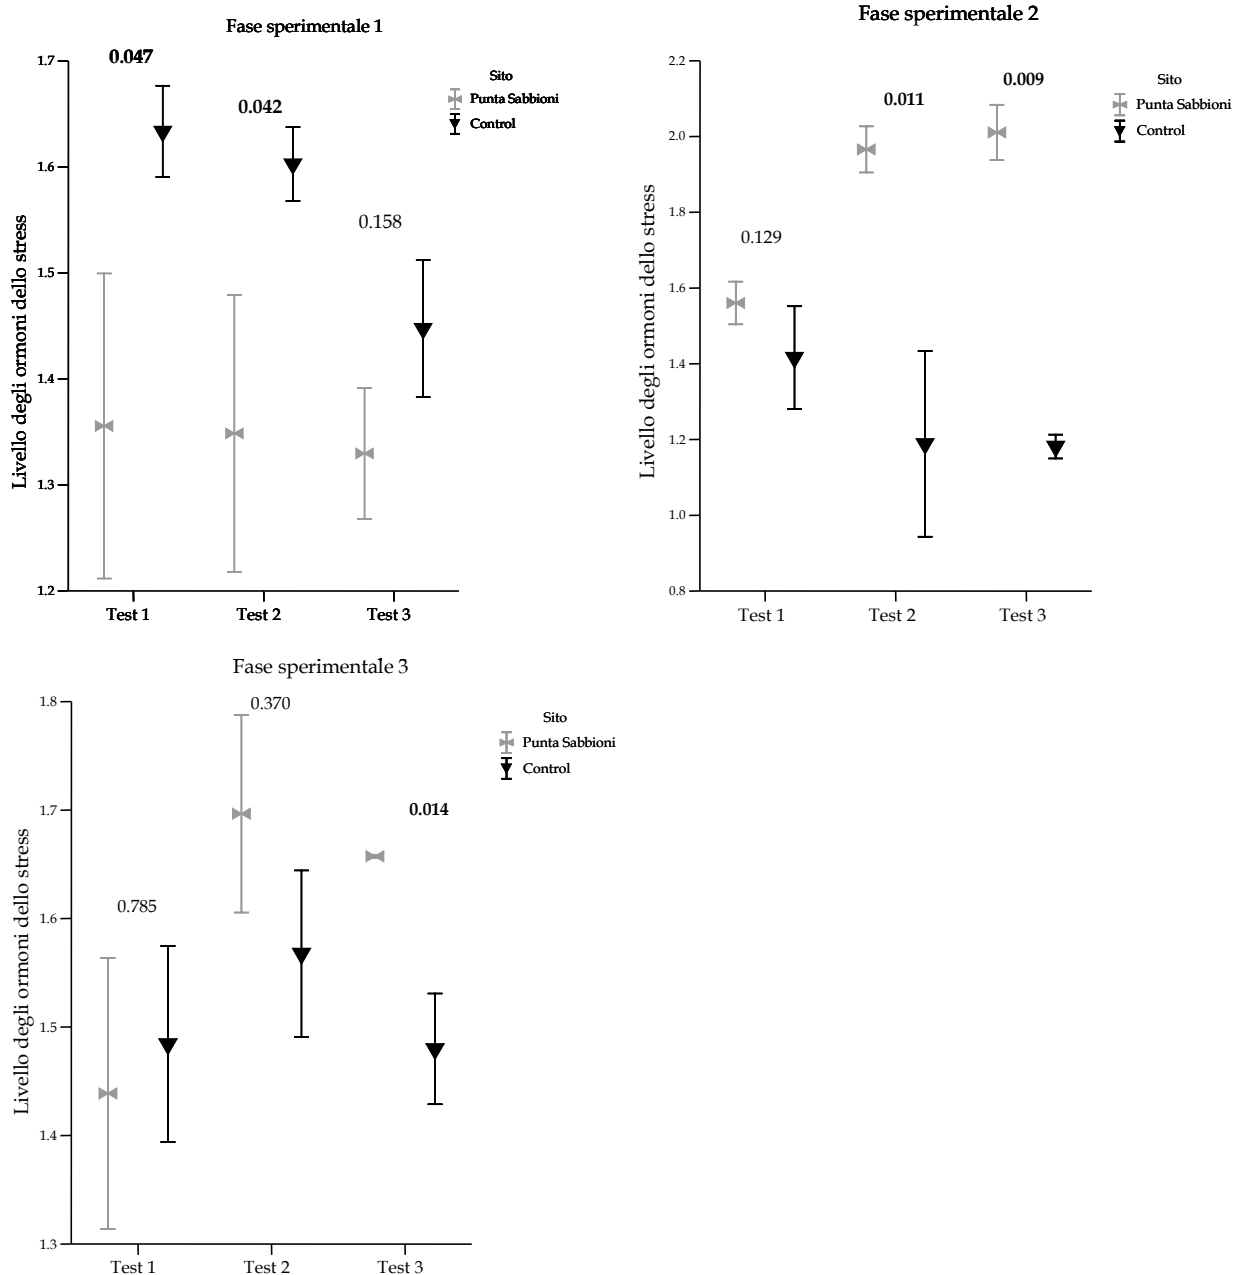 Fase sperimentale 1
Livello degli ormoni dello stress
1.7
1.6
1.5
1.4
1.3
1.2
0.047
0.042
0.158
Test 1
Test 2
Test 3
Sito
Punta Sabbioni
Control
Fase sperimentale 2
Livello degli ormoni dello stress
2.2
2.0
1.8
1.6
1.4
1.2
1.0
0.8
0.129
0.011
0.009
Test 1
Test 2
Test 3
Sito
Punta Sabbioni
Control
Fase sperimentale 3
Livello degli ormoni dello stress
1.8
1.7
1.6
1.5
1.4
1.3
0.785
0.370
0.014
Test 1
Test 2
Test 3
Sito
Punta Sabbioni
Control